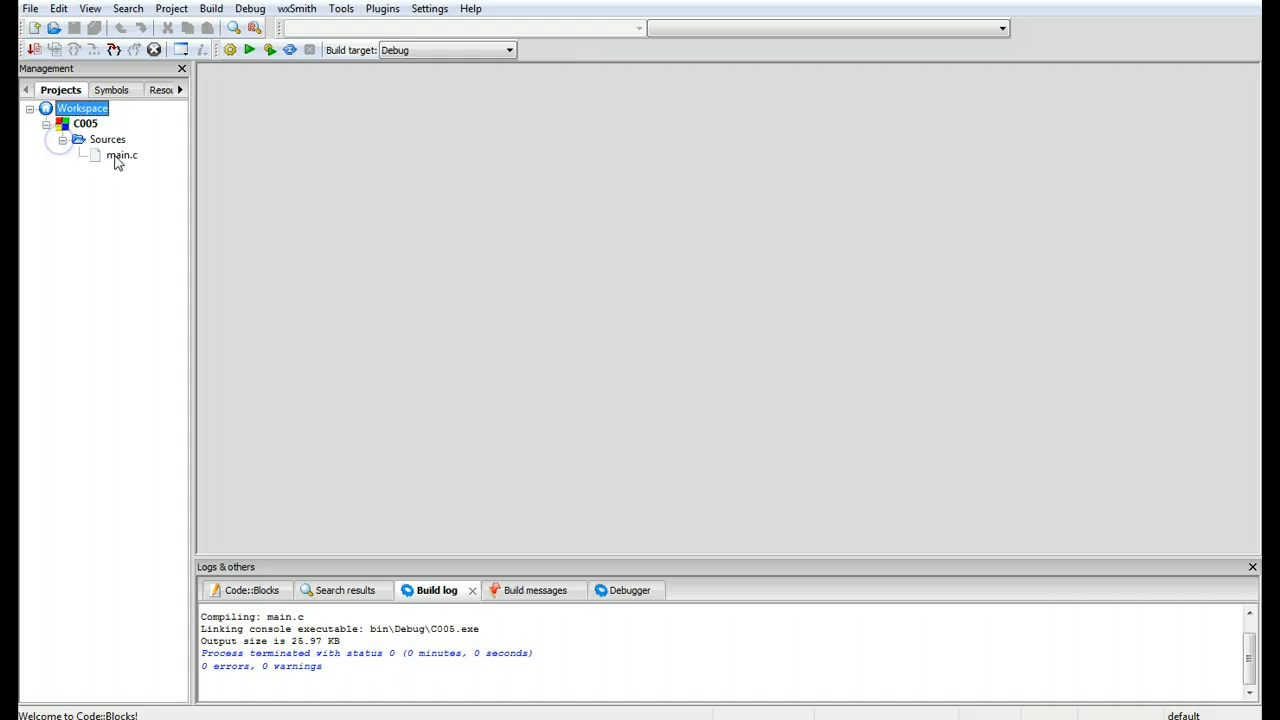 File Edit View Search Project Build Debug wxSmith Tools Plugins Settings Help
Build target: Debug
Management
Projects Symbols
Workspace
C005
Sources
main.c
Logs & others
Code::Blocks Search results Build log Build messages Debugger
Compiling: main.c
Linking console executable: bin\Debug\C005.exe
Output size is 25.97 KB
Process terminated with status 0 (0 minutes, 0 seconds)
0 errors, 0 warnings
Welcome to Code::Blocks! default